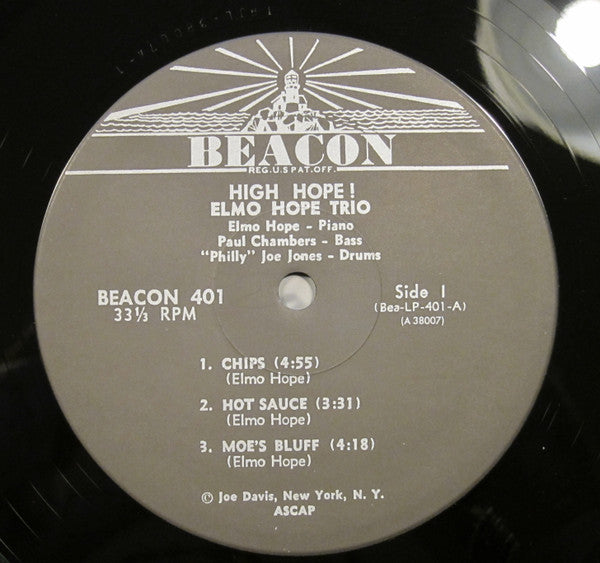 BEACON
REG.U.S PAT.OFF.
HIGH HOPE!
ELMO HOPE TRIO
Elmo Hope - Piano
Paul Chambers - Bass
"Philly" Joe Jones - Drums
BEACON 401
33⅓ RPM
Side 1
(Bea-LP-401-A)
(A 38007)
1. CHIPS (4:55)
(Elmo Hope)
2. HOT SAUCE (3:31)
(Elmo Hope)
3. MOE'S BLUFF (4:18)
(Elmo Hope)
© Joe Davis, New York, N. Y.
ASCAP